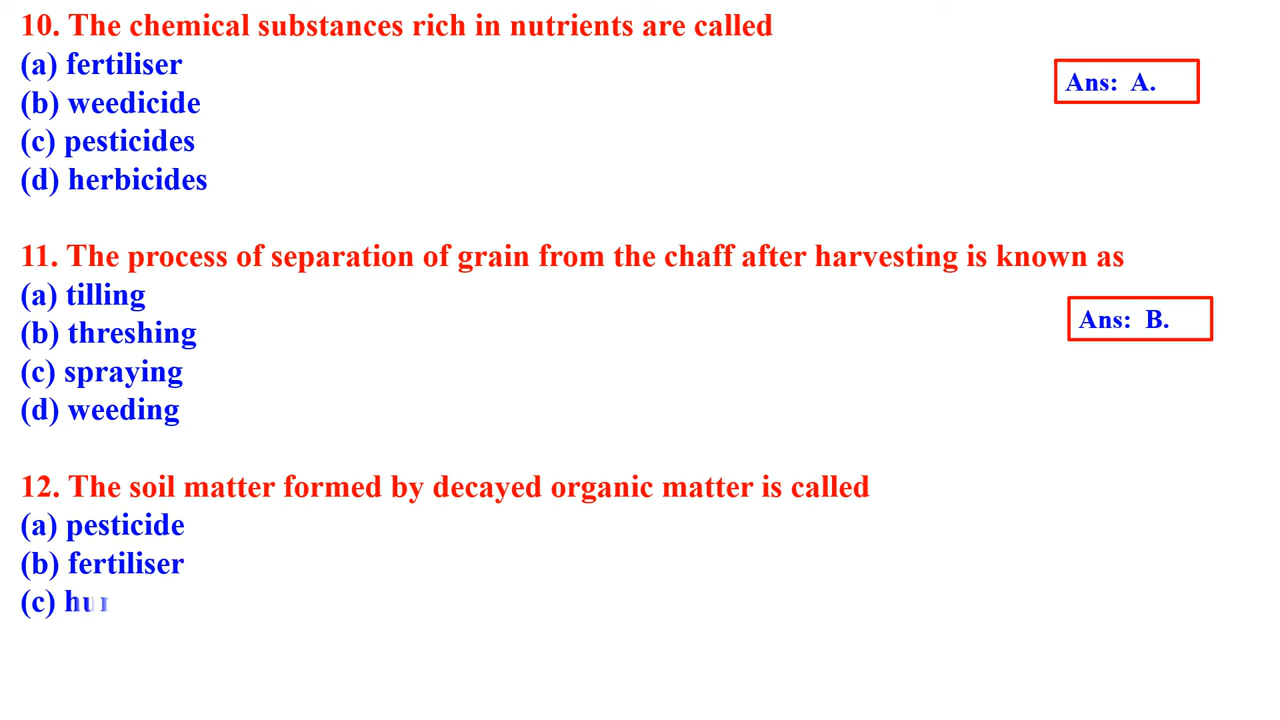 10. The chemical substances rich in nutrients are called
(a) fertiliser
Ans: A.
(b) weedicide
(c) pesticides
(d) herbicides
11. The process of separation of grain from the chaff after harvesting is known as
(a) tilling
Ans: B.
(b) threshing
(c) spraying
(d) weeding
12. The soil matter formed by decayed organic matter is called
(a) pesticide
(b) fertiliser
(c)